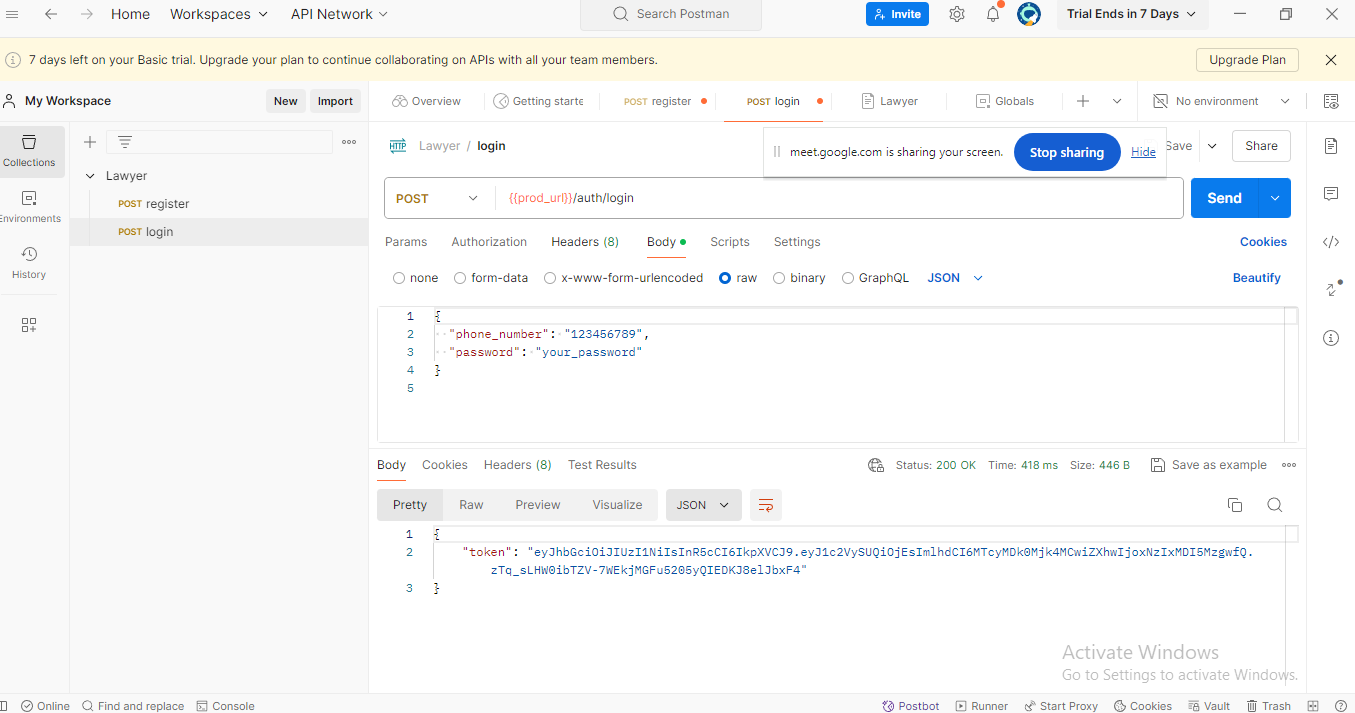 Home Workspaces API Network Search Postman Invite Trial Ends in 7 Days
7 days left on your Basic trial. Upgrade your plan to continue collaborating on APIs with all your team members. Upgrade Plan
My Workspace New Import Overview Getting starte POST register POST login Lawyer Globals No environment
Collections
Environments
History
Lawyer
POST register
POST login
HTTP Lawyer / login Save Share
meet.google.com is sharing your screen. Stop sharing Hide
POST {{prod_url}}/auth/login Send
Params Authorization Headers (8) Body Scripts Settings Cookies
none form-data x-www-form-urlencoded raw binary GraphQL JSON Beautify
1 {
2 "phone_number": "123456789",
3 "password": "your_password"
4 }
5
Body Cookies Headers (8) Test Results Status: 200 OK Time: 418 ms Size: 446 B Save as example
Pretty Raw Preview Visualize JSON
1 {
2 "token": "eyJhbGciOiJIUzI1NiIsInR5cCI6IkpXVCJ9.eyJ1c2VySUQiOjEsImlhdCI6MTcyMDk0Mjk4MCwiZXhwIjoxNzIxMDI5MzgwfQ.
zTq_sLHW0ibTZV-7WEkjMGFu5205yQIEDKJ8elJbxF4"
3 }
Activate Windows
Go to Settings to activate Windows.
Online Find and replace Console Postbot Runner Start Proxy Cookies Vault Trash